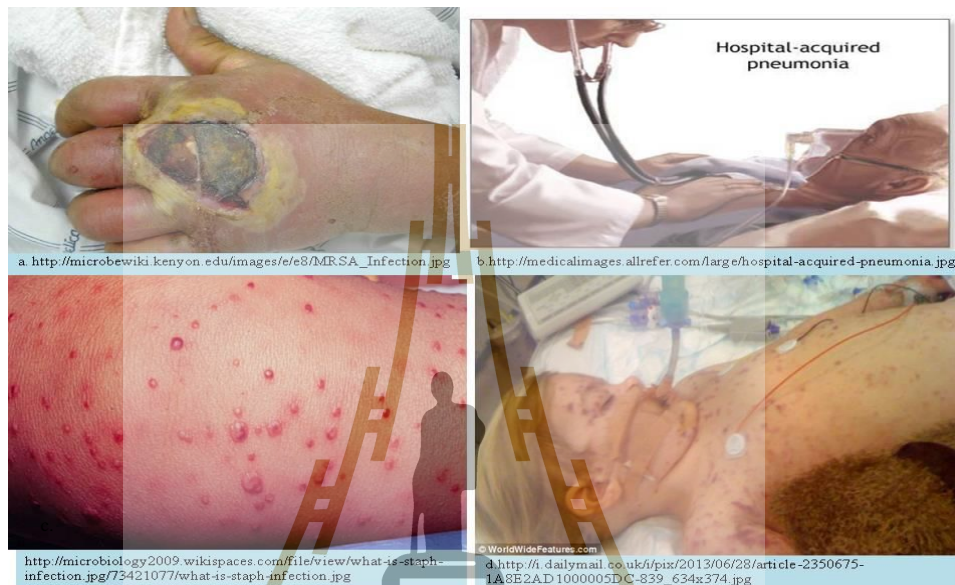 Hospital-acquired
pneumonia
a. http://microbewiki.kenyon.edu/images/e/e8/MRSA_Infection.jpg
b.http://medicalimages.allrefer.com/large/hospital-acquired-pneumonia.jpg
© WorldWideFeatures.com
http://microbiology2009.wikispaces.com/file/view/what-is-staph-
infection.jpg/73421077/what-is-staph-infection.jpg
d.http://i.dailymail.co.uk/i/pix/2013/06/28/article-2350675-
1A8E2AD1000005DC-839_634x374.jpg